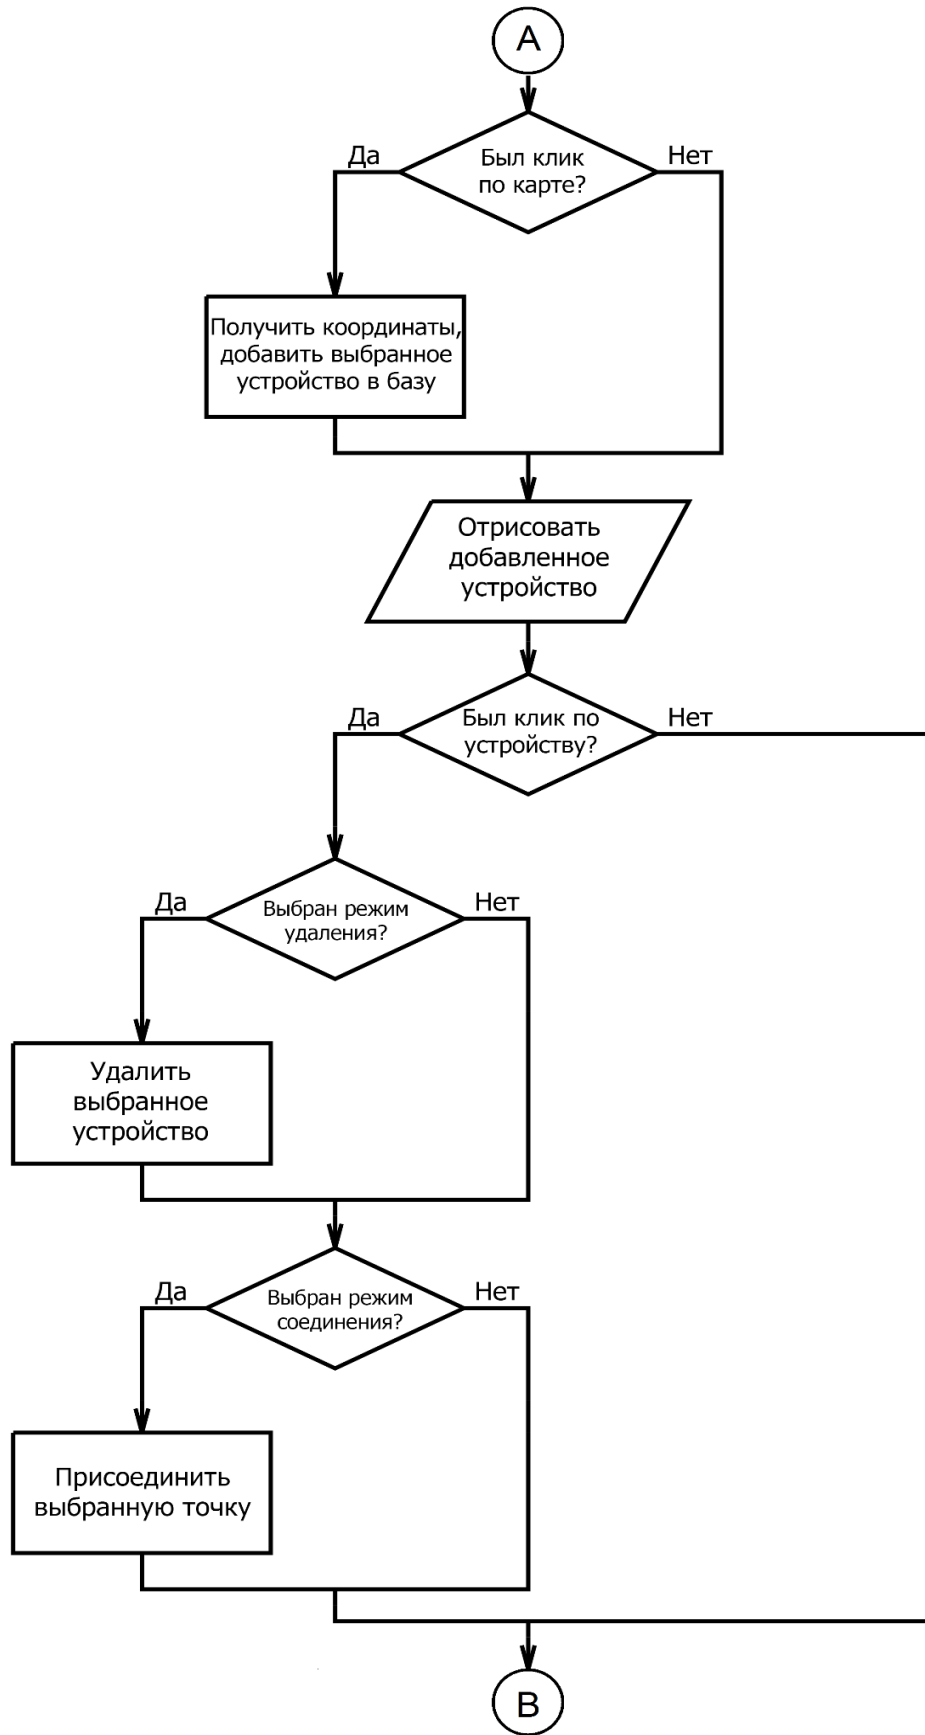 A
Да
Был клик
по карте?
Нет
Получить координаты,
добавить выбранное
устройство в базу
Отрисовать
добавленное
устройство
Да
Был клик по
устройству?
Нет
Да
Выбран режим
удаления?
Нет
Удалить
выбранное
устройство
Да
Выбран режим
соединения?
Нет
Присоединить
выбранную точку
B